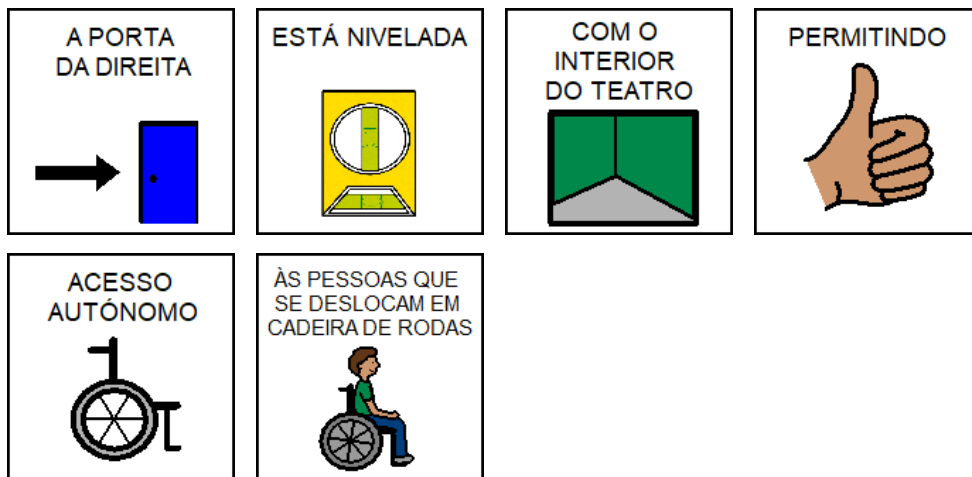 A PORTA
DA DIREITA
ESTÁ NIVELADA
COM O
INTERIOR
DO TEATRO
PERMITINDO
ACESSO
AUTÓNOMO
ÀS PESSOAS QUE
SE DESLOCAM EM
CADEIRA DE RODAS